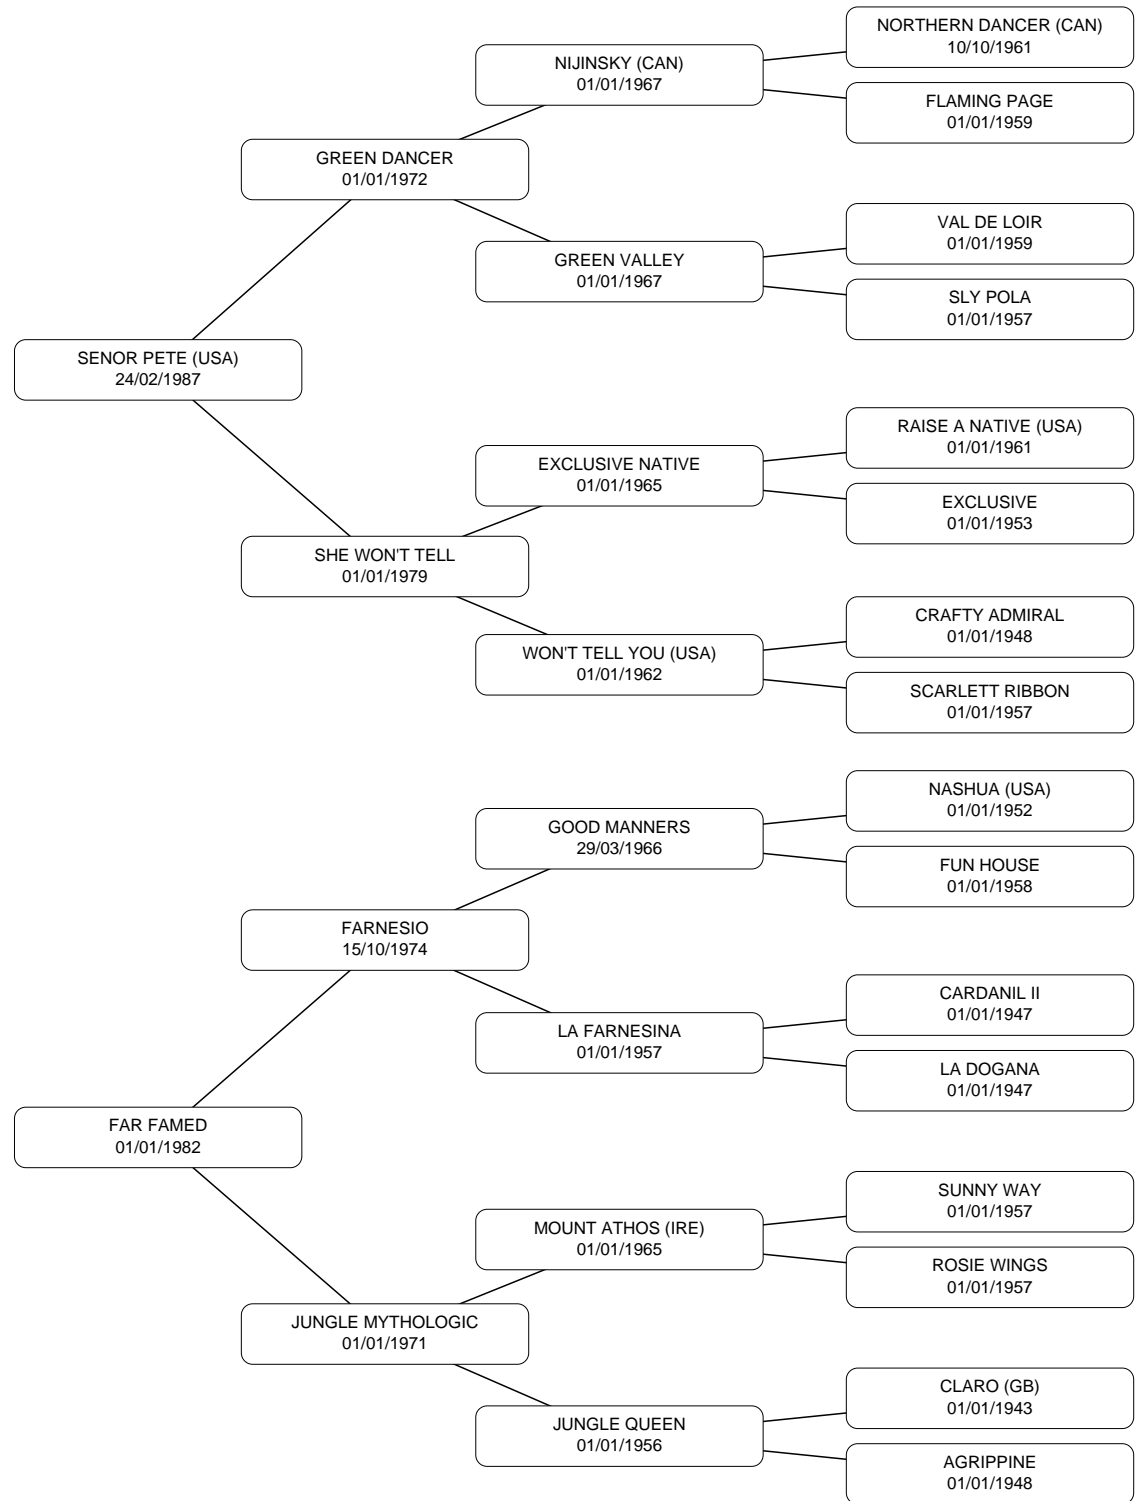 NORTHERN DANCER (CAN)
10/10/1961
NIJINSKY (CAN)
01/01/1967
FLAMING PAGE
01/01/1959
GREEN DANCER
01/01/1972
VAL DE LOIR
01/01/1959
GREEN VALLEY
01/01/1967
SLY POLA
01/01/1957
SENOR PETE (USA)
24/02/1987
RAISE A NATIVE (USA)
01/01/1961
EXCLUSIVE NATIVE
01/01/1965
EXCLUSIVE
01/01/1953
SHE WON'T TELL
01/01/1979
CRAFTY ADMIRAL
01/01/1948
WON'T TELL YOU (USA)
01/01/1962
SCARLETT RIBBON
01/01/1957
NASHUA (USA)
01/01/1952
GOOD MANNERS
29/03/1966
FUN HOUSE
01/01/1958
FARNESIO
15/10/1974
CARDANIL II
01/01/1947
LA FARNESINA
01/01/1957
LA DOGANA
01/01/1947
FAR FAMED
01/01/1982
SUNNY WAY
01/01/1957
MOUNT ATHOS (IRE)
01/01/1965
ROSIE WINGS
01/01/1957
JUNGLE MYTHOLOGIC
01/01/1971
CLARO (GB)
01/01/1943
JUNGLE QUEEN
01/01/1956
AGRIPPINE
01/01/1948